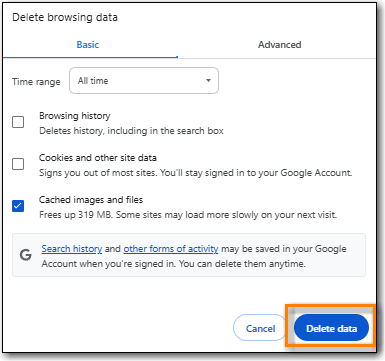 Delete browsing data
Basic
Advanced
Time range
All time
Browsing history
Deletes history, including in the search box
Cookies and other site data
Signs you out of most sites. You'll stay signed in to your Google Account.
Cached images and files
Frees up 319 MB. Some sites may load more slowly on your next visit.
G
Search history and other forms of activity may be saved in your Google
Account when you're signed in. You can delete them anytime.
Cancel
Delete data